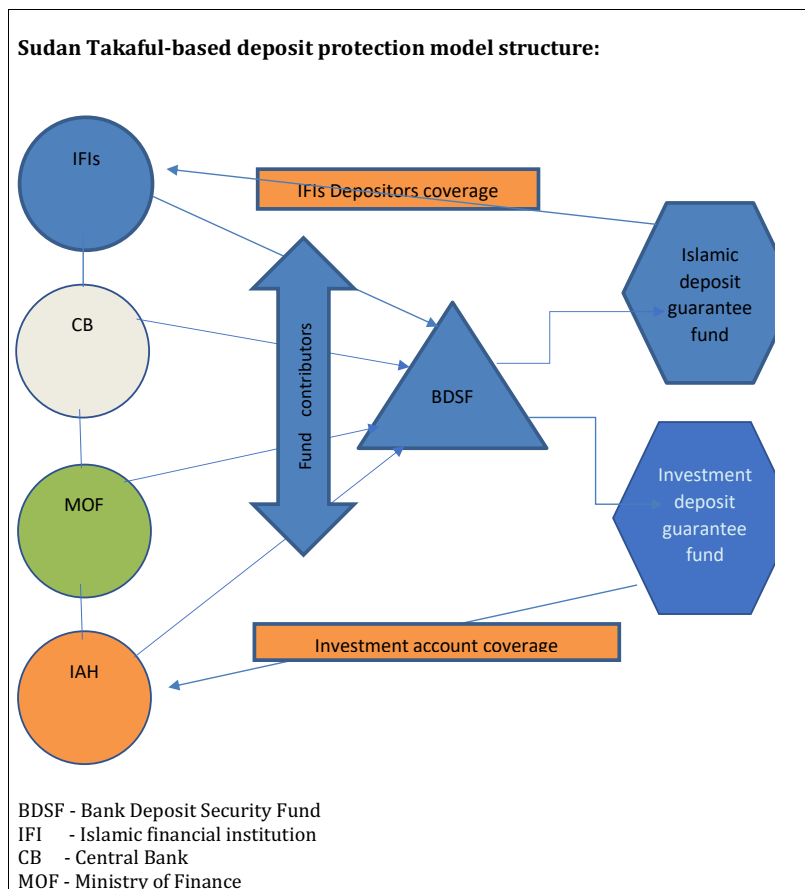 Sudan Takaful-based deposit protection model structure:
IFIs
IFIs Depositors coverage
Islamic
deposit
guarantee
fund
CB
Fund contributors
BDSF
MOF
Investment
deposit
guarantee
fund
IAH
Investment account coverage
BDSF - Bank Deposit Security Fund
IFI - Islamic financial institution
CB - Central Bank
MOF - Ministry of Finance